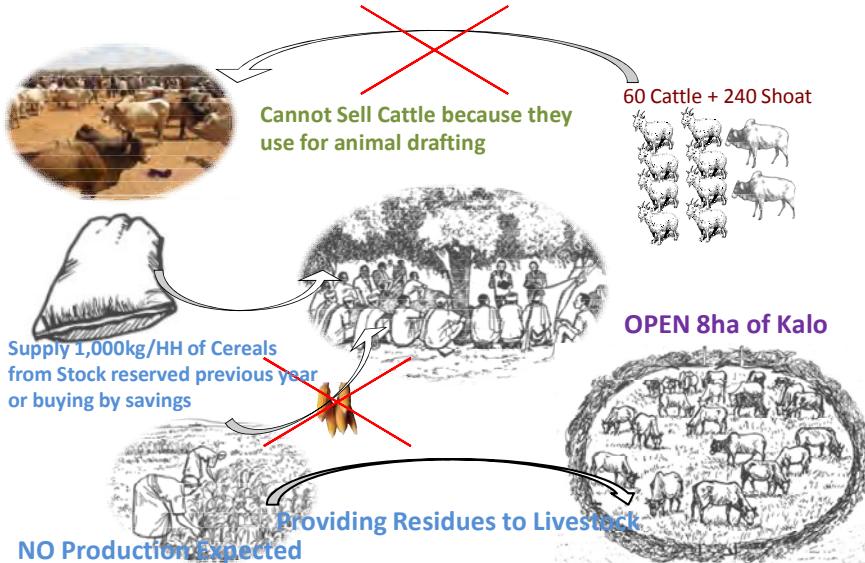 60 Cattle + 240 Shoat
Cannot Sell Cattle because they
use for animal drafting
OPEN 8ha of Kalo
Supply 1,000kg/HH of Cereals
from Stock reserved previous year
or buying by savings
Providing Residues to Livestock
NO Production Expected